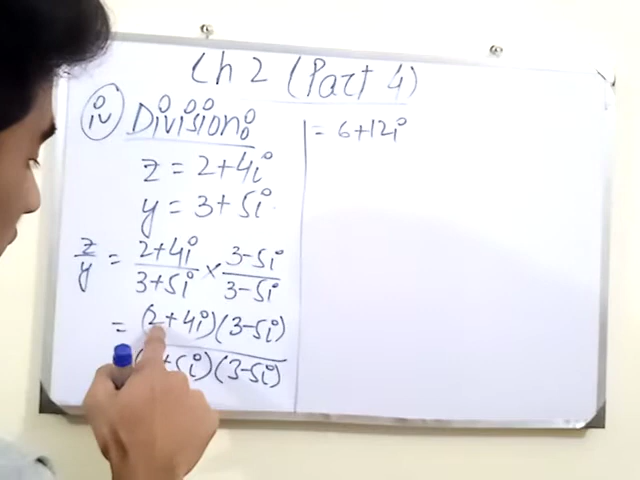 Ch 2 (Part 4)
iv Division:
z = 2+4i
y = 3+5i
z/y = 2+4i/3+5i × 3-5i/3-5i
= (2+4i)(3-5i)
+5i)(3-5i)
= 6+12i